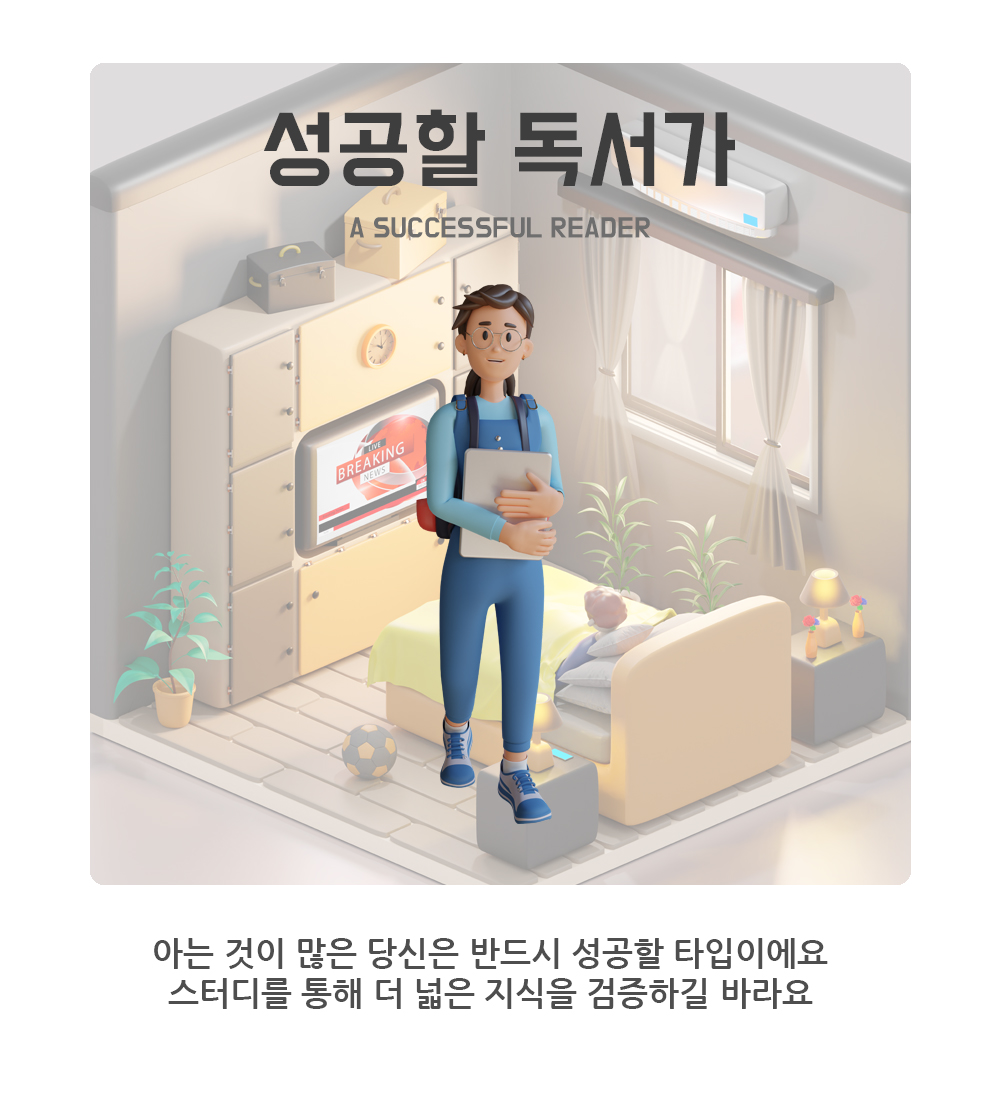 성공할 독서가
A SUCCESSFUL READER
LIVE
BREAKING
NEWS
아는 것이 많은 당신은 반드시 성공할 타입이에요
스터디를 통해 더 넓은 지식을 검증하길 바라요